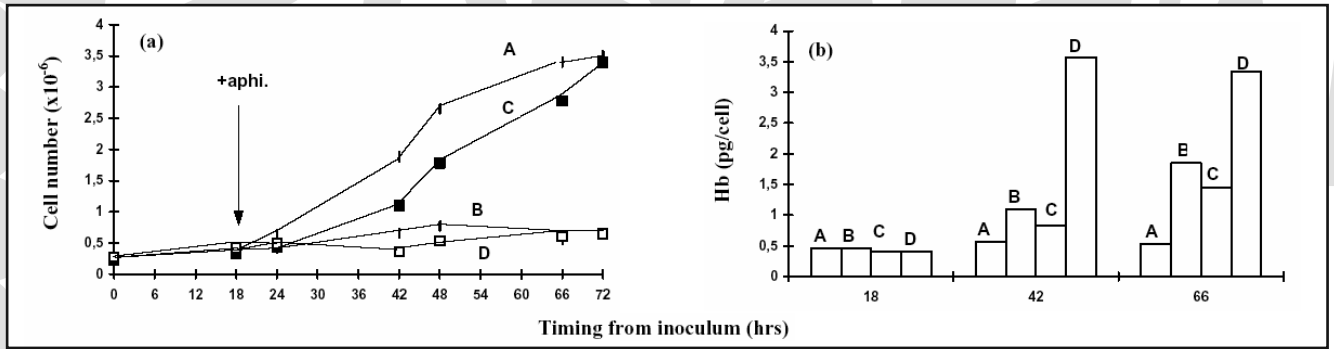 (a)
Cell number (x10⁻⁶)
4
3,5
3
2,5
2
1,5
1
0,5
0
+aphi.
A
C
B
D
0 6 12 18 24 30 36 42 48 54 60 66 72
(b)
Hb (pg/cell)
4
3,5
3
2,5
2
1,5
1
0,5
0
A B C D
A B C D
A B C D
18 42 66
Timing from inoculum (hrs)